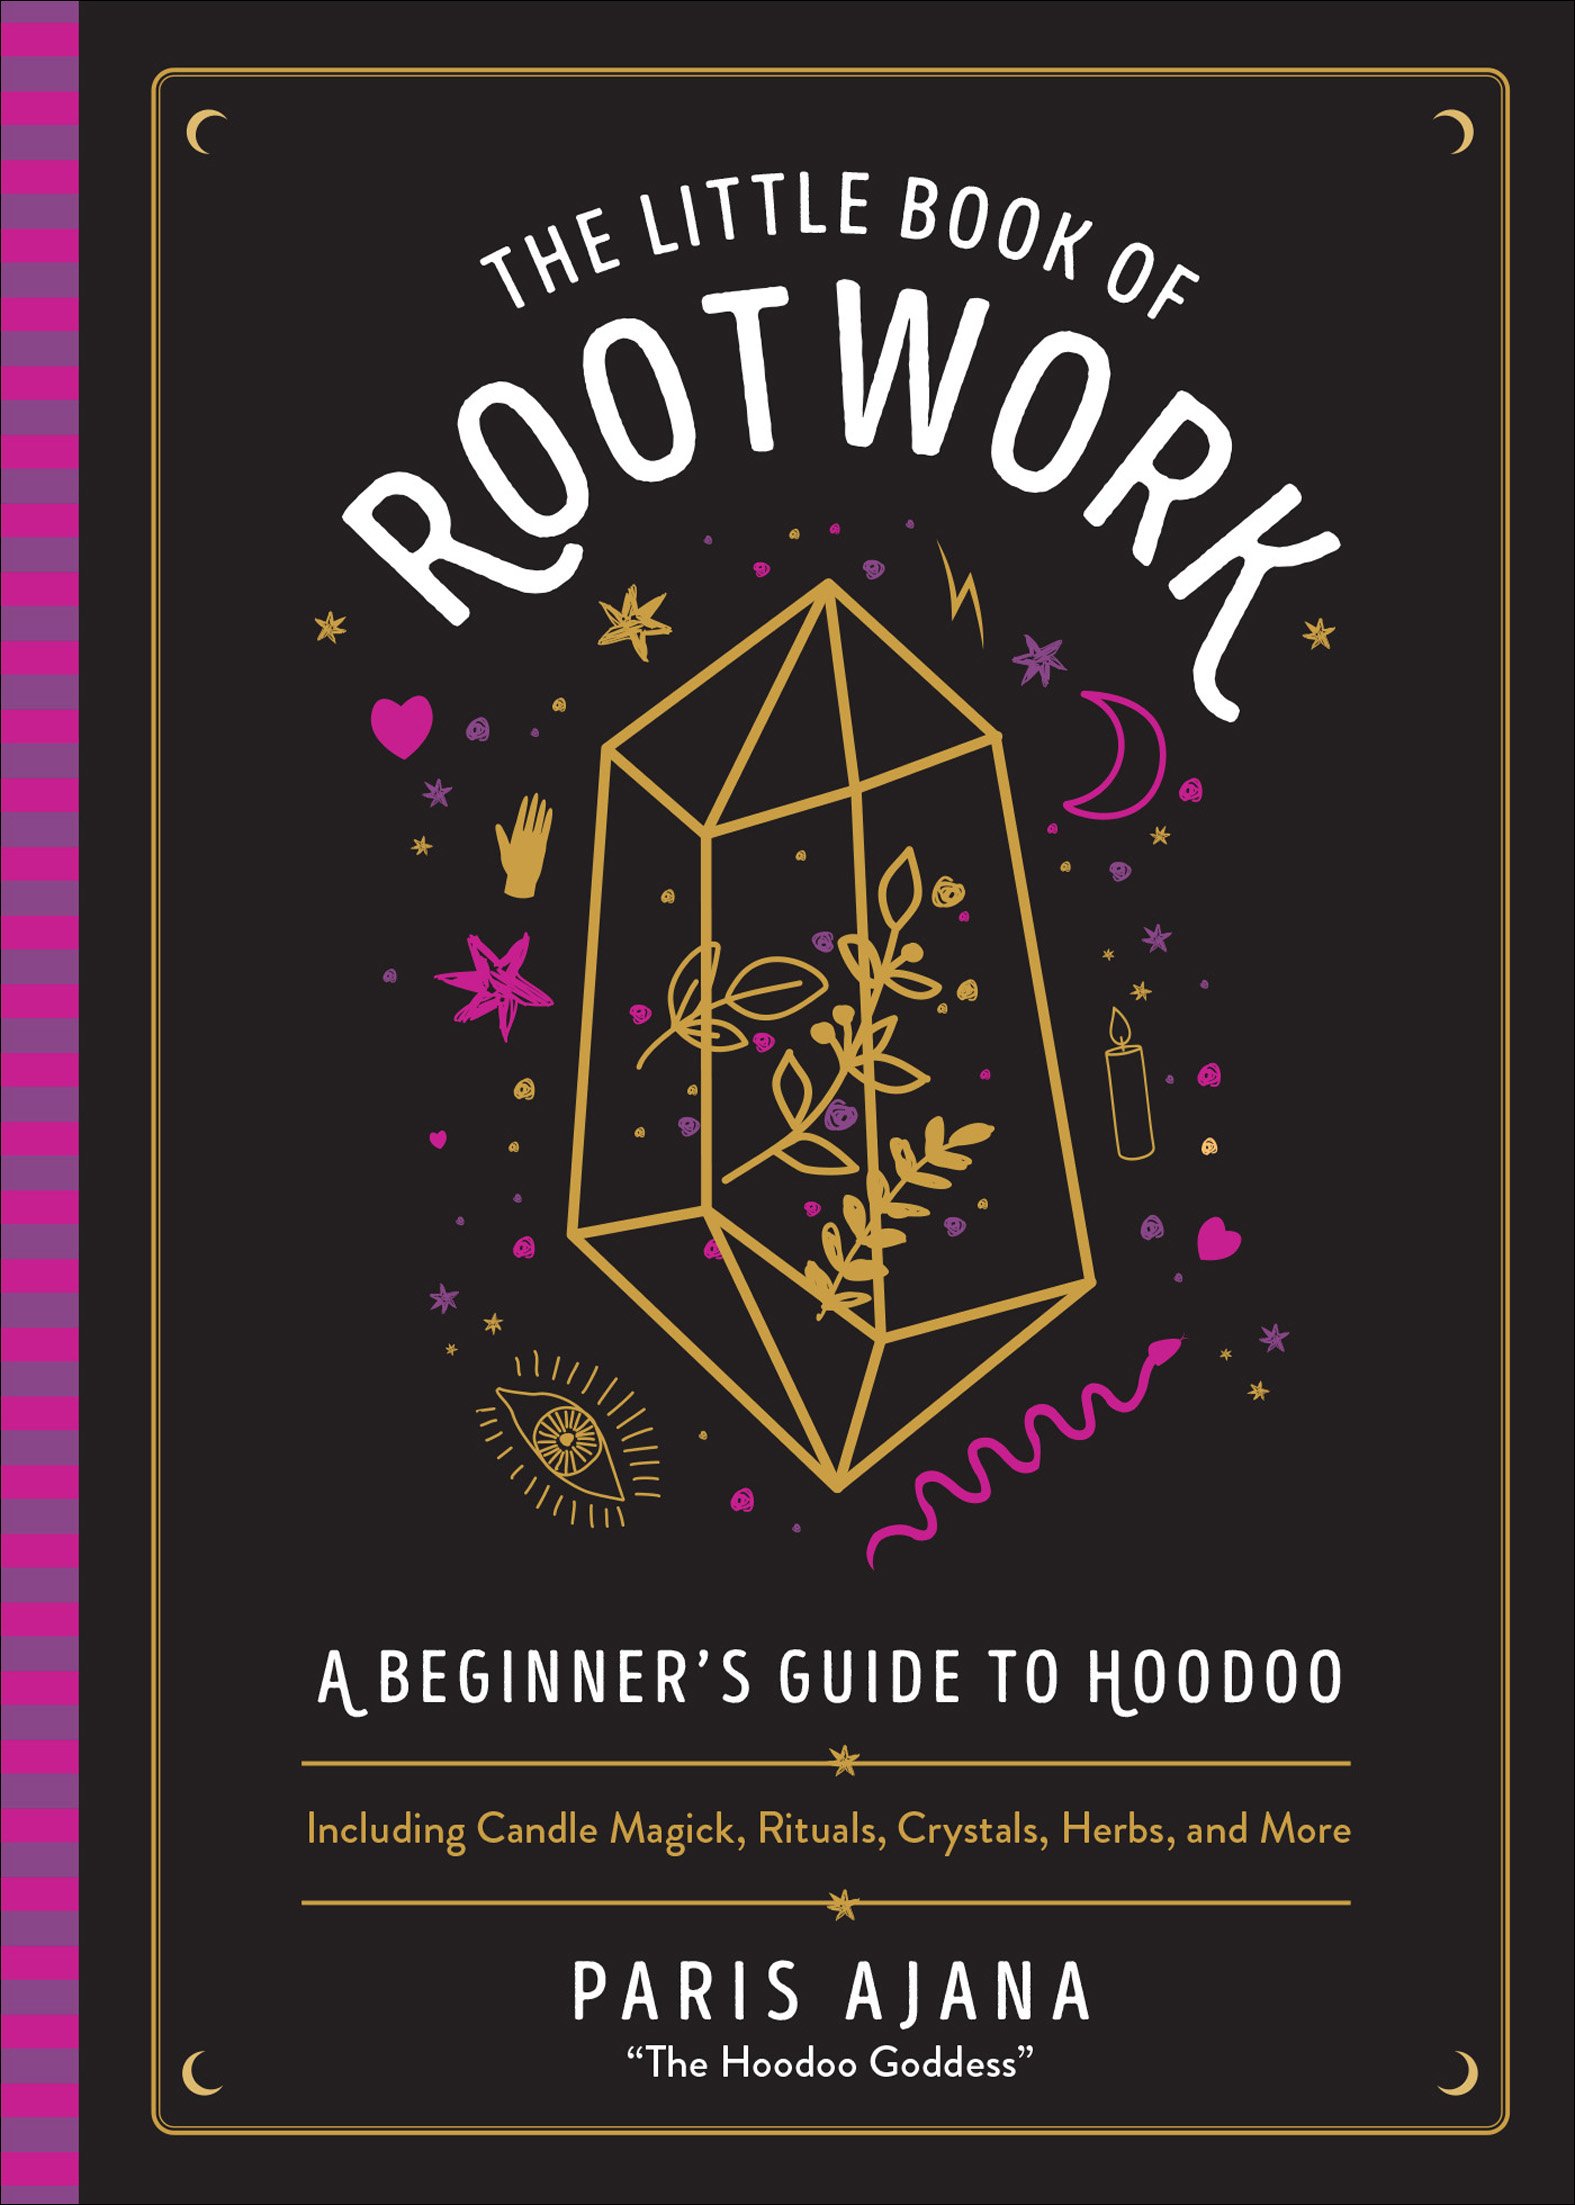 THE LITTLE BOOK OF
ROOTWORK
A BEGINNER'S GUIDE TO HOODOO
Including Candle Magick, Rituals, Crystals, Herbs, and More
PARIS AJANA
“The Hoodoo Goddess”